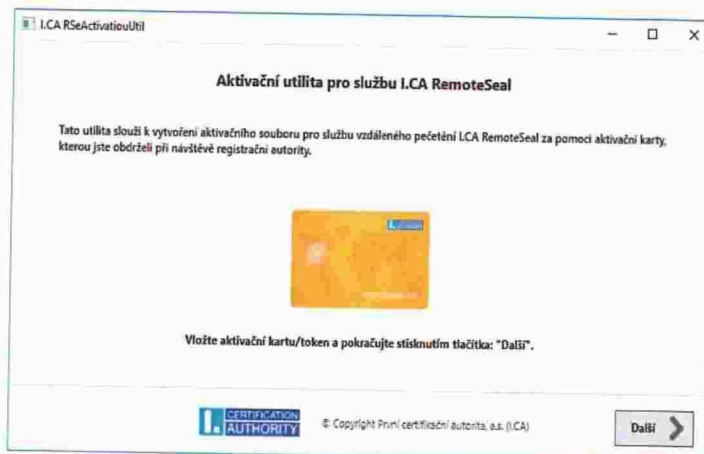 I.CA RSeActivatiouUtil
Aktivační utilita pro službu I.CA RemoteSeal
Tato utilita slouží k vytvoření aktivačního souboru pro službu vzdáleného pečetění I.CA RemoteSeal za pomoci aktivační karty,
kterou jste obdrželi při návštěvě registrační autority.
Vložte aktivační kartu/token a pokračujte stisknutím tlačítka: "Další".
I. CERTIFICATION
AUTHORITY
© Copyright První certifikační autorita, a.s. (I.CA)
Další